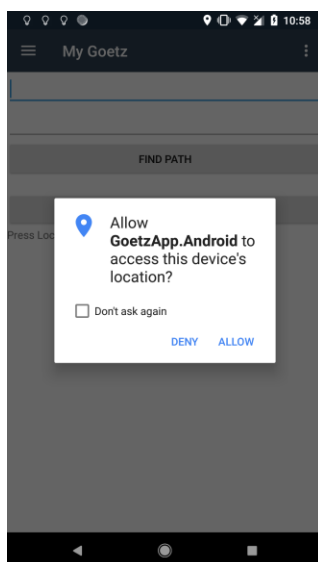 10:58
My Goetz
FIND PATH
Press Loc
Allow
GoetzApp.Android to
access this device's
location?
Don't ask again
DENY ALLOW